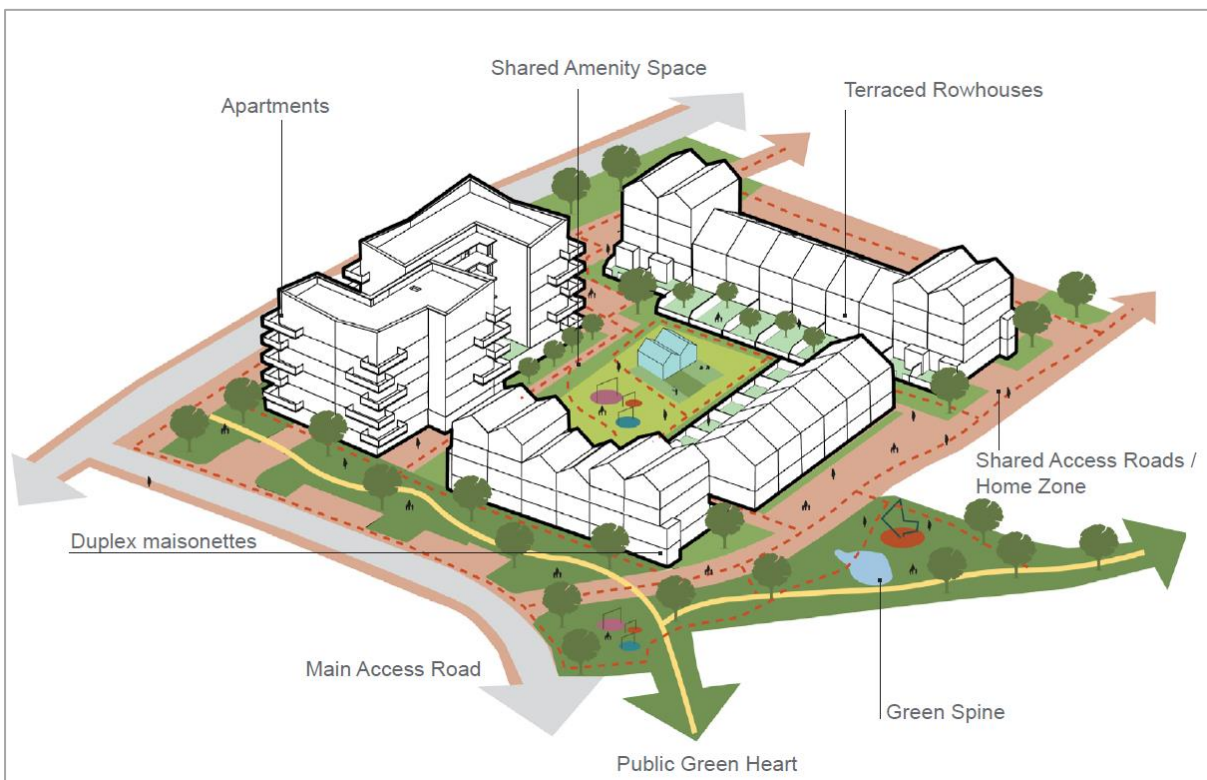 Shared Amenity Space
Apartments
Terraced Rowhouses
Shared Access Roads /
Home Zone
Duplex maisonettes
Main Access Road
Green Spine
Public Green Heart